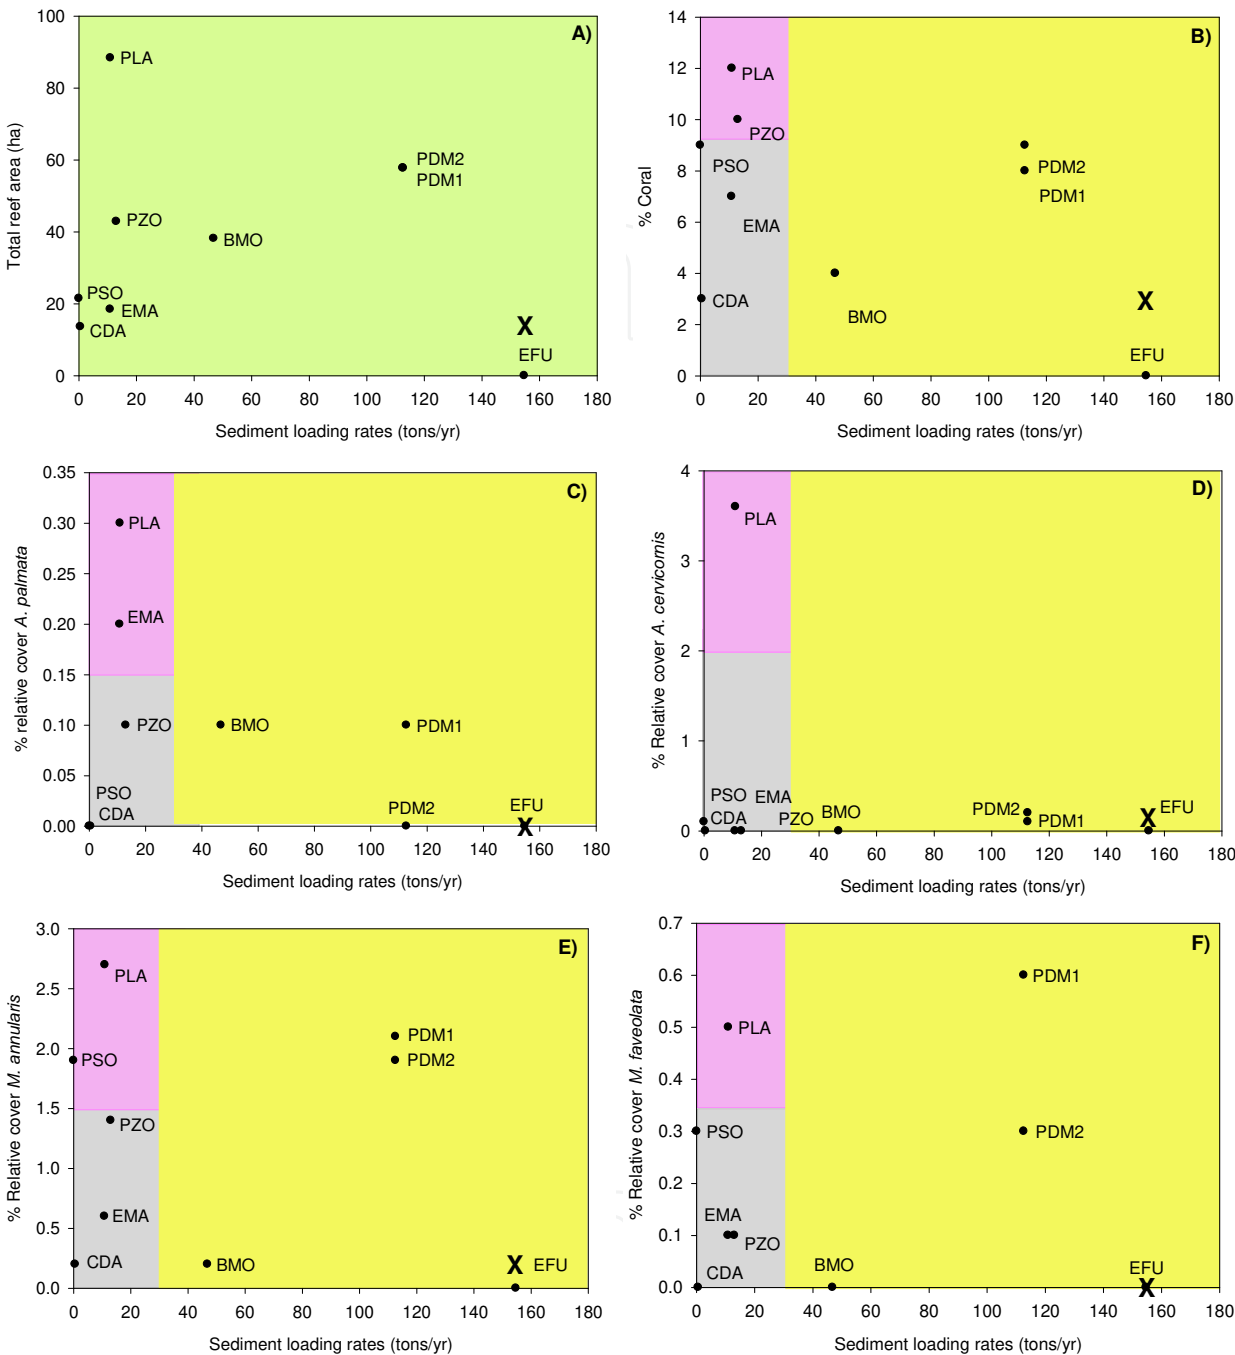 A)
Total reef area (ha)
100
80
60
40
20
0
PLA
PDM2
PDM1
PZO
BMO
PSO
EMA
CDA
X
EFU
0 20 40 60 80 100 120 140 160 180
Sediment loading rates (tons/yr)
B)
% Coral
14
12
10
8
6
4
2
0
PLA
PZO
PSO
PDM2
PDM1
EMA
CDA
BMO
X
EFU
0 20 40 60 80 100 120 140 160 180
Sediment loading rates (tons/yr)
C)
% relative cover A. palmata
0.35
0.30
0.25
0.20
0.15
0.10
0.05
0.00
PLA
EMA
PZO
BMO
PDM1
PSO
CDA
PDM2
EFU
X
0 20 40 60 80 100 120 140 160 180
Sediment loading rates (tons/yr)
D)
% Relative cover A. cervicornis
4
3
2
1
0
PLA
PSO
EMA
CDA
PZO
BMO
PDM2
PDM1
EFU
X
0 20 40 60 80 100 120 140 160 180
Sediment loading rates (tons/yr)
E)
% Relative cover M. annularis
3.0
2.5
2.0
1.5
1.0
0.5
0.0
PLA
PSO
PDM1
PDM2
PZO
EMA
CDA
BMO
X
EFU
0 20 40 60 80 100 120 140 160 180
Sediment loading rates (tons/yr)
F)
% Relative cover M. faveolata
0.7
0.6
0.5
0.4
0.3
0.2
0.1
0.0
PDM1
PLA
PSO
PDM2
EMA
PZO
CDA
BMO
EFU
X
0 20 40 60 80 100 120 140 160 180
Sediment loading rates (tons/yr)